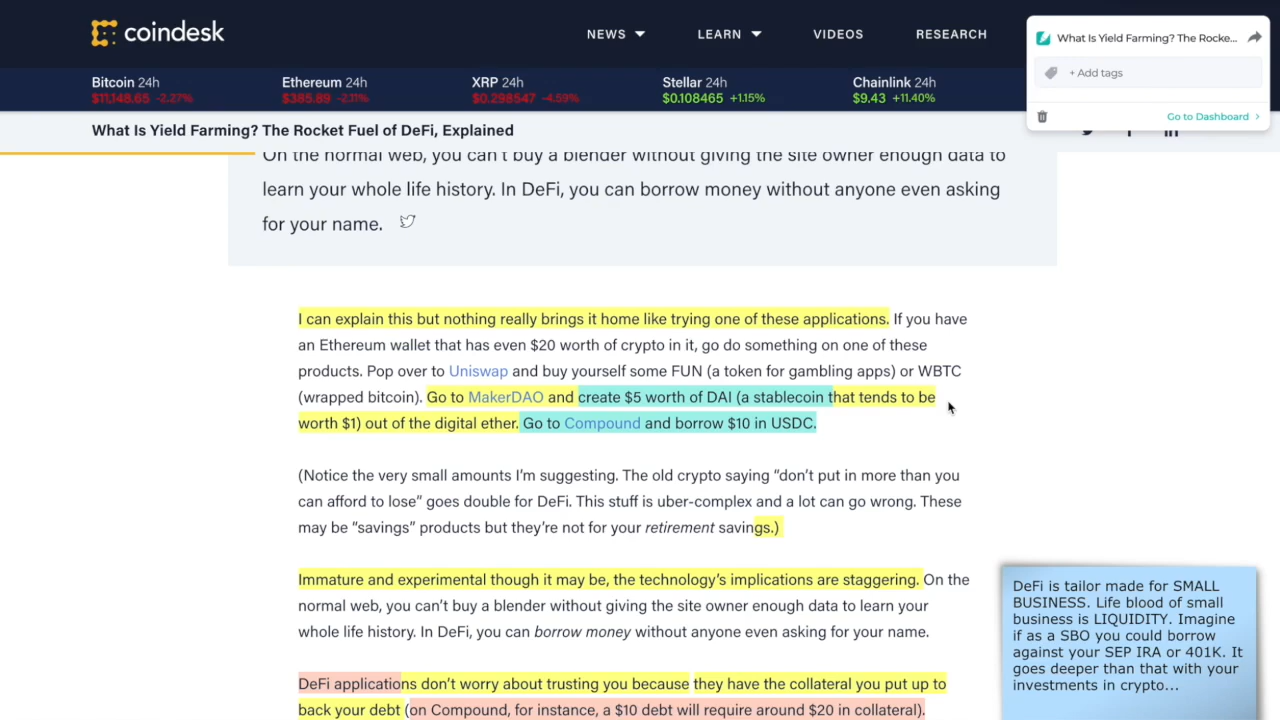 coindesk
NEWS
LEARN
VIDEOS
RESEARCH
What Is Yield Farming? The Rocke...
+ Add tags
Go to Dashboard
Bitcoin 24h
$11,148.65 -2.27%
Ethereum 24h
$385.89 -2.11%
XRP 24h
$0.298547 -4.59%
Stellar 24h
$0.108465 +1.15%
Chainlink 24h
$9.43 +11.40%
What Is Yield Farming? The Rocket Fuel of DeFi, Explained
On the normal web, you can't buy a blender without giving the site owner enough data to
learn your whole life history. In DeFi, you can borrow money without anyone even asking
for your name.
I can explain this but nothing really brings it home like trying one of these applications. If you have
an Ethereum wallet that has even $20 worth of crypto in it, go do something on one of these
products. Pop over to Uniswap and buy yourself some FUN (a token for gambling apps) or WBTC
(wrapped bitcoin). Go to MakerDAO and create $5 worth of DAI (a stablecoin that tends to be
worth $1) out of the digital ether. Go to Compound and borrow $10 in USDC.
(Notice the very small amounts I'm suggesting. The old crypto saying “don't put in more than you
can afford to lose” goes double for DeFi. This stuff is uber-complex and a lot can go wrong. These
may be “savings” products but they're not for your retirement savings.)
Immature and experimental though it may be, the technology's implications are staggering. On the
normal web, you can't buy a blender without giving the site owner enough data to learn your
whole life history. In DeFi, you can borrow money without anyone even asking for your name.
DeFi applications don't worry about trusting you because they have the collateral you put up to
back your debt (on Compound, for instance, a $10 debt will require around $20 in collateral).
DeFi is tailor made for SMALL
BUSINESS. Life blood of small
business is LIQUIDITY. Imagine
if as a SBO you could borrow
against your SEP IRA or 401K. It
goes deeper than that with your
investments in crypto...